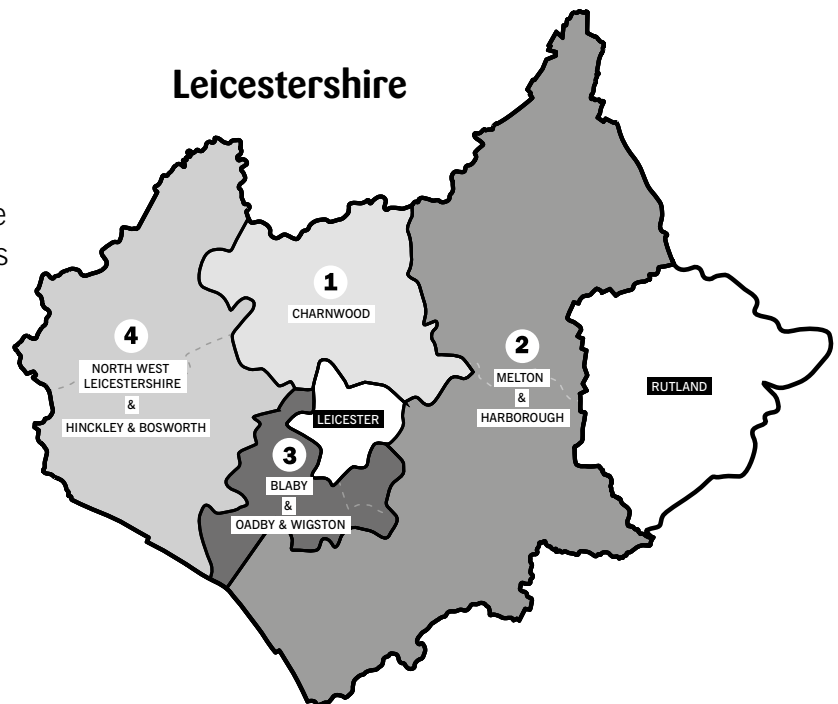 Leicestershire
e
s
1
CHARNWOOD
4
NORTH WEST
LEICESTERSHIRE
&
HINCKLEY & BOSWORTH
2
MELTON
&
HARBOROUGH
RUTLAND
LEICESTER
3
BLABY
&
OADBY & WIGSTON